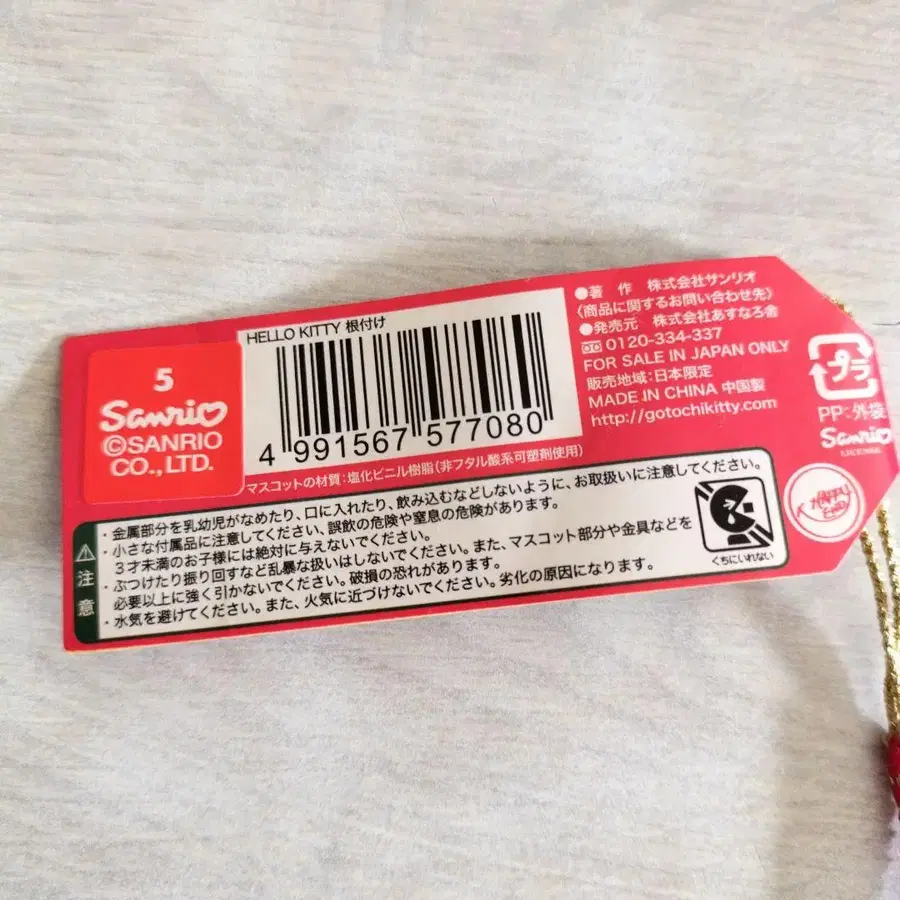 5
Sanrio
©SANRIO
CO., LTD.
HELLO KITTY 根付け
4 991567 577080
マスコットの材質:塩化ビニル樹脂(非フタル酸系可塑剤使用)
●著 作 株式会社サンリオ
〈商品に関するお問い合わせ先〉
●発売元 株式会社あすなろ舎
0120-334-337
FOR SALE IN JAPAN ONLY
販売地域:日本限定
MADE IN CHINA 中国製
http://gotochikitty.com
プラ
PP:外袋
Sanrio
注意
・金属部分を乳幼児がなめたり、口に入れたり、飲み込むなどしないように、お取扱いに注意してください。
・小さな付属品に注意してください。誤飲の危険や窒息の危険があります。
3才未満のお子様には絶対に与えないでください。
・ぶつけたり振り回すなど乱暴な扱いはしないでください。また、マスコット部分や金具などを
必要以上に強く引かないでください。破損の恐れがあります。
・水気を避けてください。また、火気に近づけないでください。劣化の原因になります。
くちにいれない